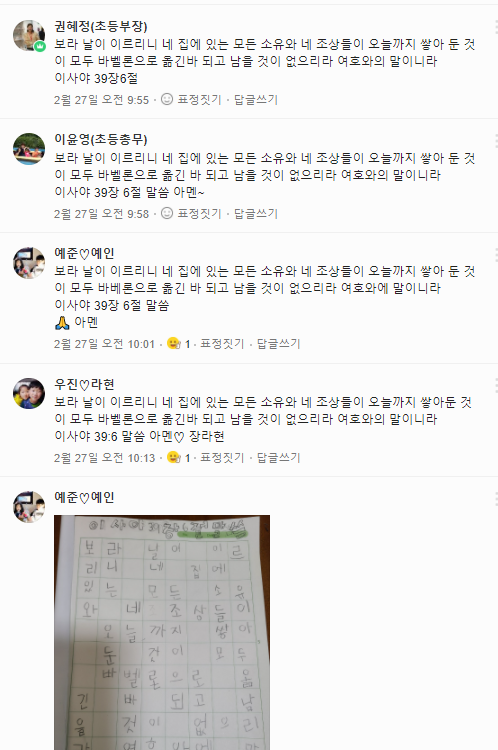 권혜정(초등부장)
보라 날이 이르리니 네 집에 있는 모든 소유와 네 조상들이 오늘까지 쌓아 둔 것
이 모두 바벨론으로 옮긴바 되고 남을 것이 없으리라 여호와의 말이니라
이사야 39장6절
2월 27일 오전 9:55 · 표정짓기 · 답글쓰기
이윤영(초등총무)
보라 날이 이르리니 네 집에 있는 모든 소유와 네 조상들이 오늘까지 쌓아 둔 것
이 모두 바벨론으로 옮긴 바 되고 남을 것이 없으리라 여호와의 말이니라
이사야 39장 6절 말씀 아멘~
2월 27일 오전 9:58 · 표정짓기 · 답글쓰기
예준♡예인
보라 날이 이르리니 네 집에 있는 모든 소유와 네 조상들이 오늘까지 쌓아 둔 것
이 모두 바베론으로 옮긴 바 되고 남을 것이 없으리라 여호와에 말이니라
이사야 39장 6절 말씀
🙏 아멘
2월 27일 오전 10:01 · 1 · 표정짓기 · 답글쓰기
우진♡라현
보라 날이 이르리니 네 집에 있는 모든 소유와 네 조상들이 오늘까지 쌓아둔 것
이 모두 바벨론으로 옮긴바 되고 남을 것이 없으리라 여호와의 말이니라
이사야 39:6 말씀 아멘♡ 장라현
2월 27일 오전 10:13 · 1 · 표정짓기 · 답글쓰기
예준♡예인
보라 날이 이르
리니 네 집에
있는 모든 소유
와 네 조상들이
오늘까지 쌓아
둔 것이 모두
빠벨론으로 옴
긴 바 되고 남
을 것이 없으리